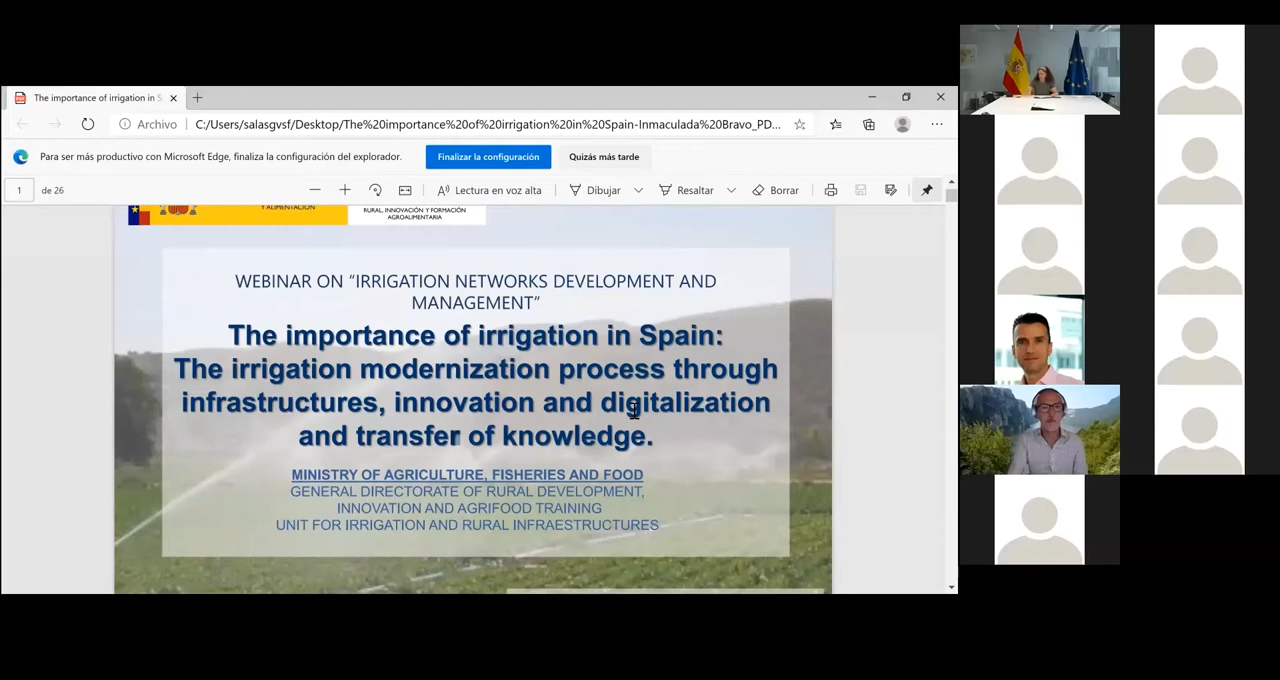 The importance of irrigation in S
Archivo
C:/Users/salasgvsf/Desktop/The%20importance%20of%20irrigation%20in%20Spain-Inmaculada%20Bravo_PD...
Para ser más productivo con Microsoft Edge, finaliza la configuración del explorador.
Finalizar la configuración
Quizás más tarde
1 de 26
Lectura en voz alta
Dibujar
Resaltar
Borrar
Y ALIMENTACIÓN
RURAL, INNOVACIÓN Y FORMACIÓN
AGROALIMENTARIA
WEBINAR ON “IRRIGATION NETWORKS DEVELOPMENT AND
MANAGEMENT”
The importance of irrigation in Spain:
The irrigation modernization process through
infrastructures, innovation and digitalization
and transfer of knowledge.
MINISTRY OF AGRICULTURE, FISHERIES AND FOOD
GENERAL DIRECTORATE OF RURAL DEVELOPMENT,
INNOVATION AND AGRIFOOD TRAINING
UNIT FOR IRRIGATION AND RURAL INFRAESTRUCTURES